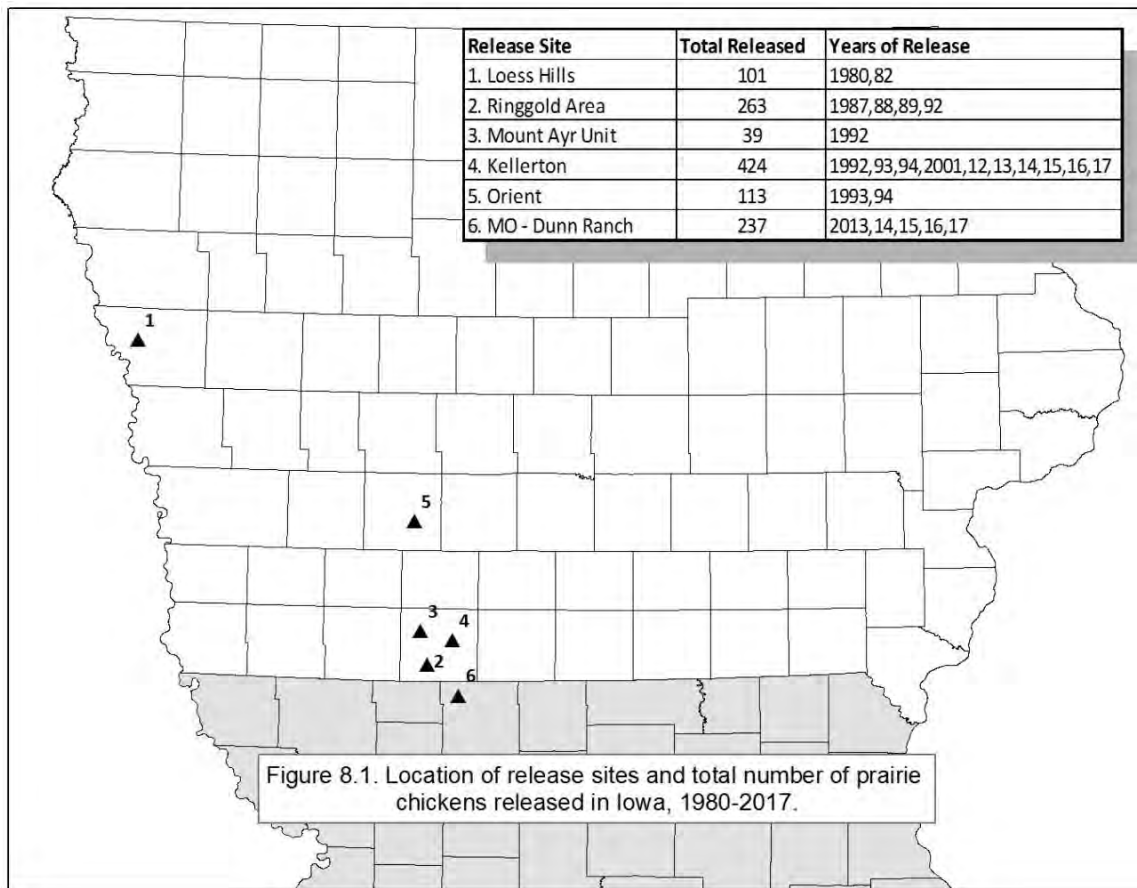 Release Site Total Released Years of Release
1. Loess Hills 101 1980,82
2. Ringgold Area 263 1987,88,89,92
3. Mount Ayr Unit 39 1992
4. Kellerton 424 1992,93,94,2001,12,13,14,15,16,17
5. Orient 113 1993,94
6. MO - Dunn Ranch 237 2013,14,15,16,17
1
5
3
4
2
6
Figure 8.1. Location of release sites and total number of prairie
chickens released in Iowa, 1980-2017.